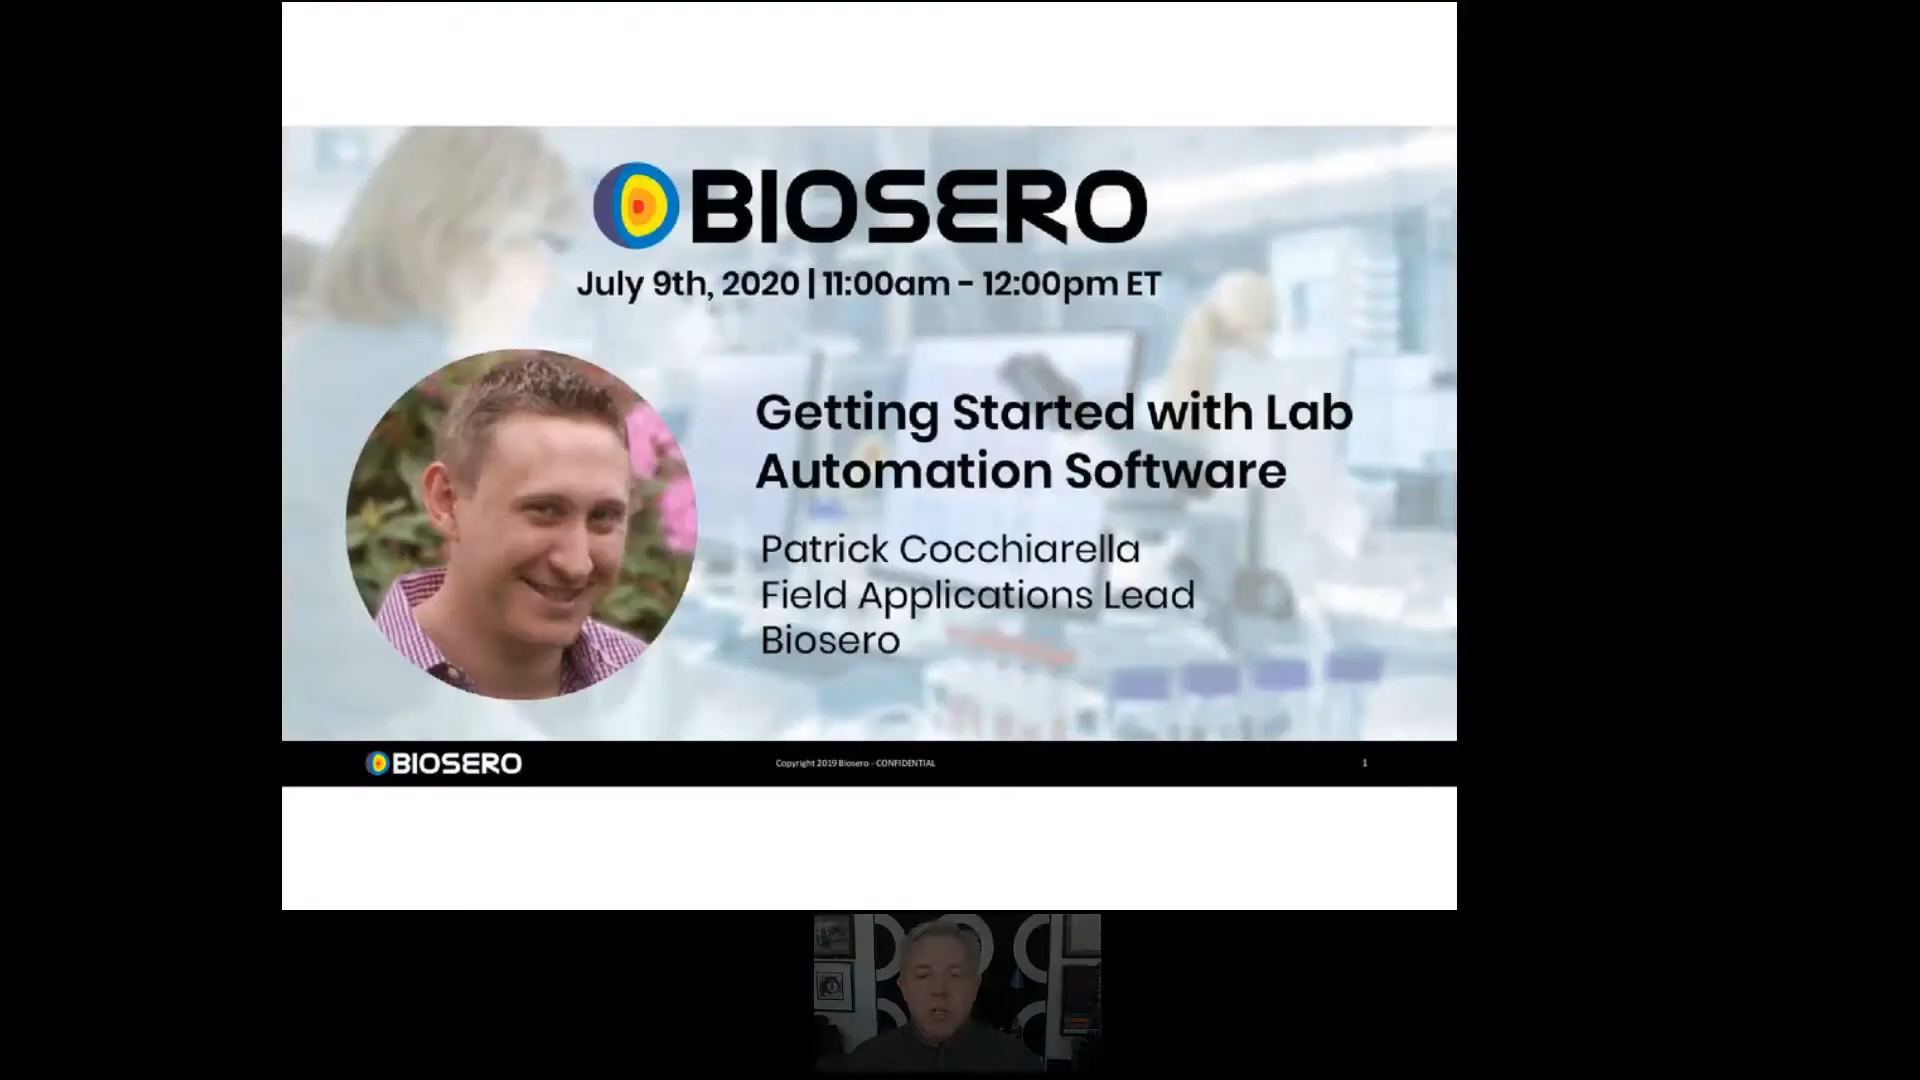 BIOSERO
July 9th, 2020 | 11:00am - 12:00pm ET
Getting Started with Lab
Automation Software
Patrick Cocchiarella
Field Applications Lead
Biosero
BIOSERO
Copyright 2019 Biosero - CONFIDENTIAL
1